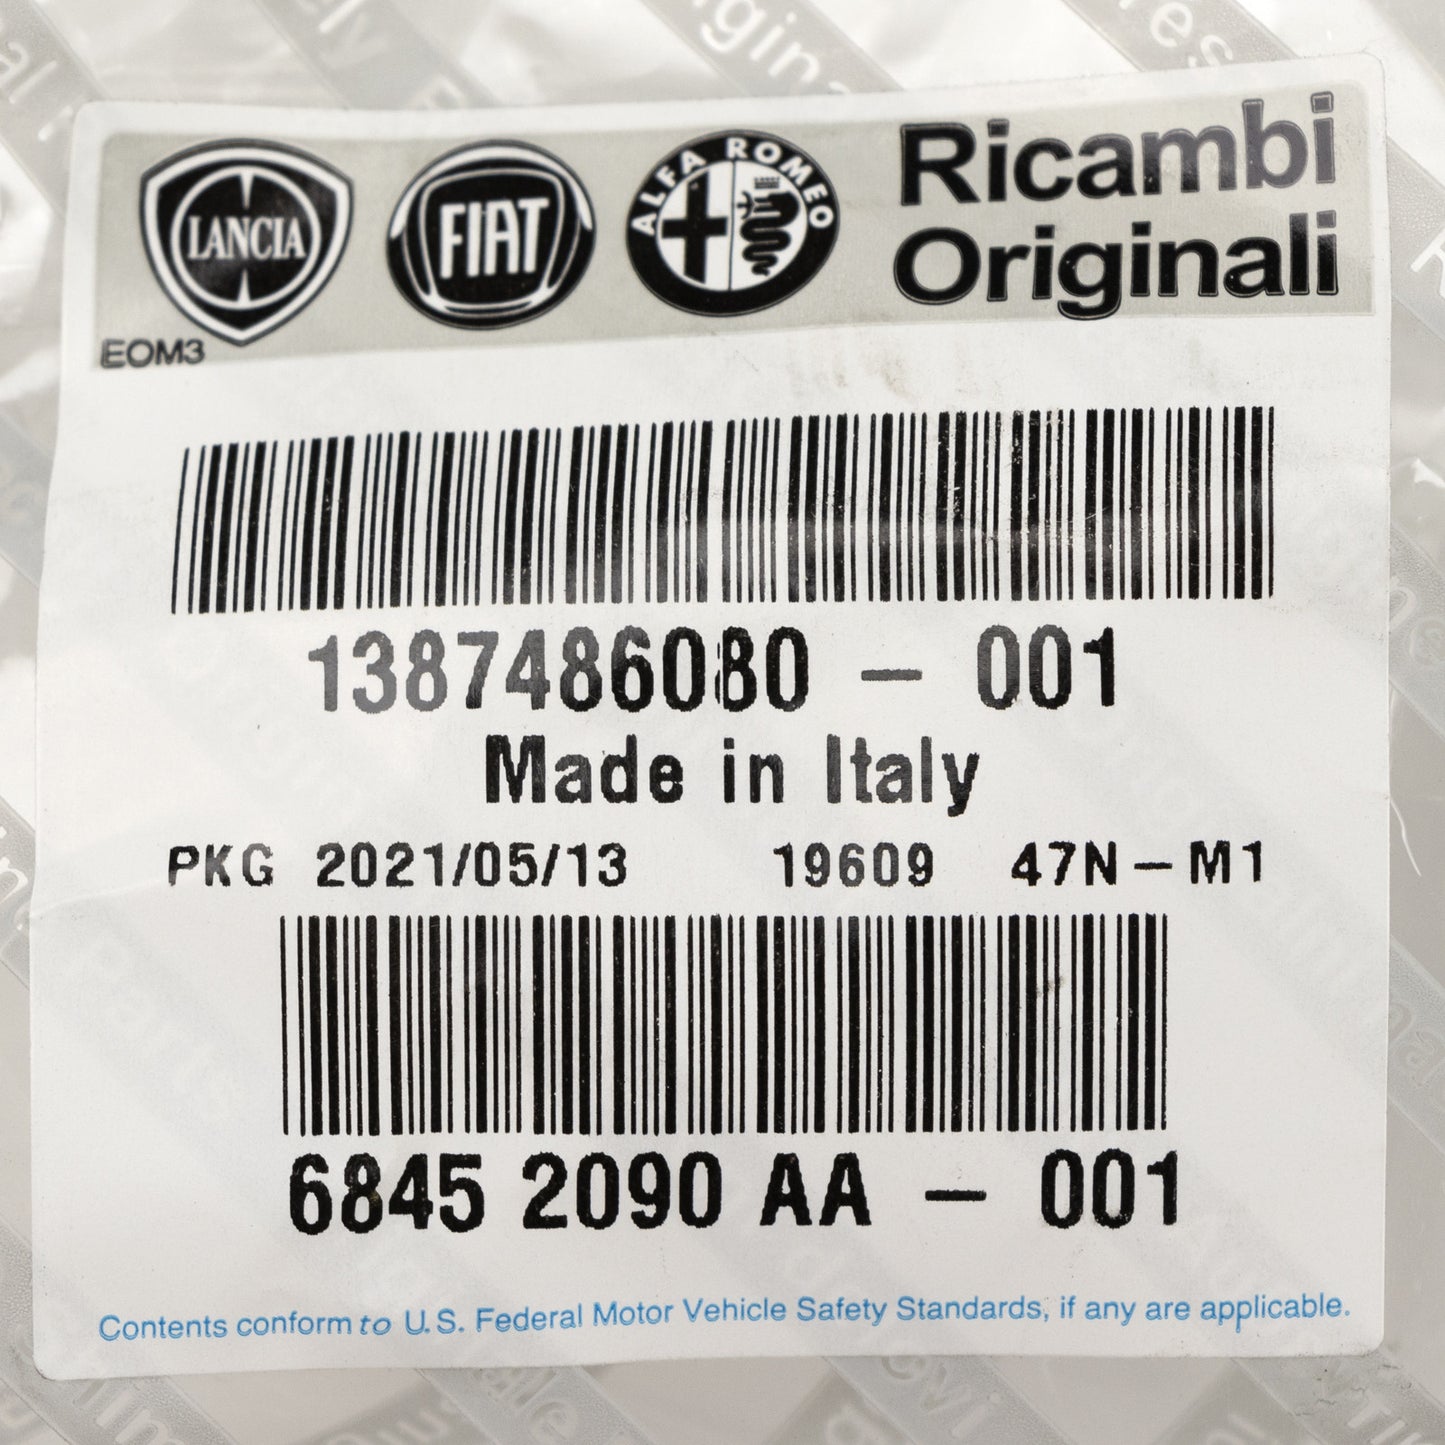 LANCIA FIAT ALFA ROMEO
Ricambi
Originali
EOM3
1387486080 - 001
Made in Italy
PKG 2021/05/13 19609 47N-M1
6845 2090 AA - 001
Contents conform to U.S. Federal Motor Vehicle Safety Standards, if any are applicable.